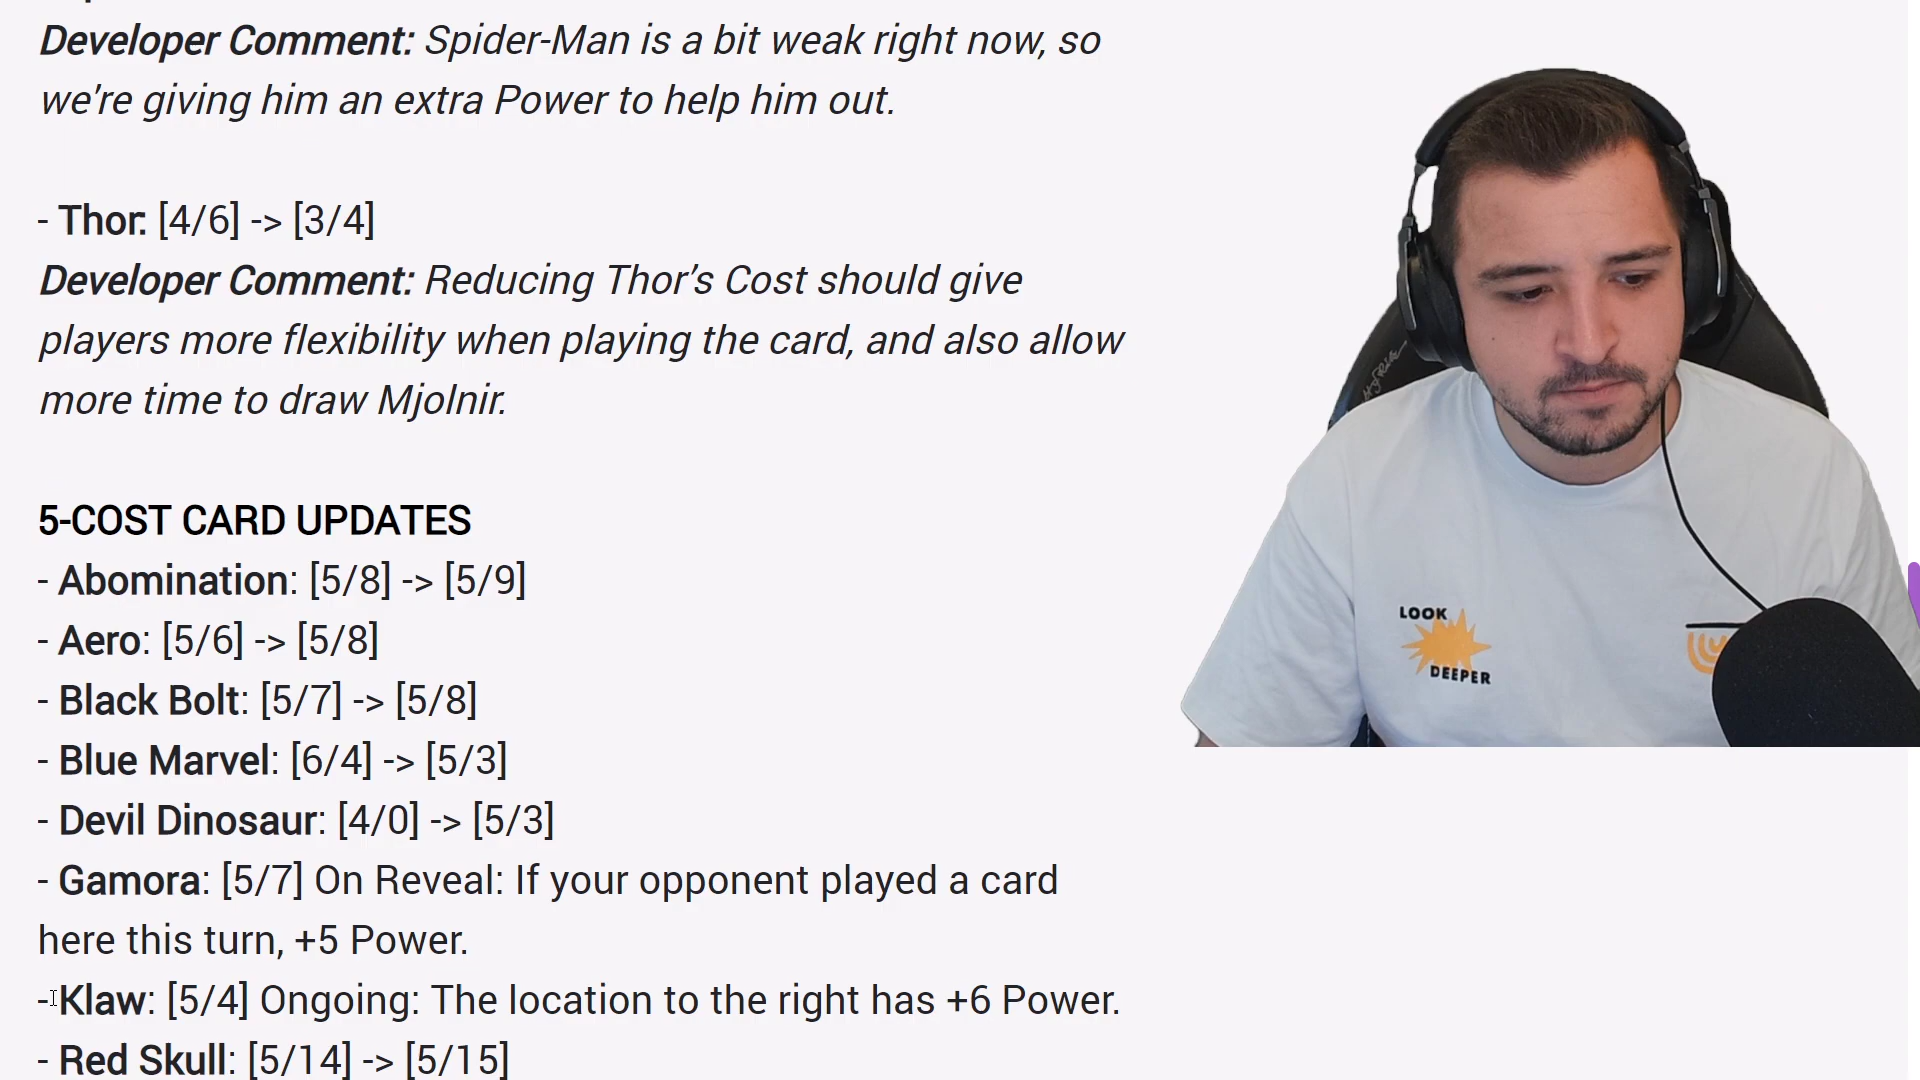 Developer Comment: Spider-Man is a bit weak right now, so
we're giving him an extra Power to help him out.
- Thor: [4/6] -> [3/4]
Developer Comment: Reducing Thor's Cost should give
players more flexibility when playing the card, and also allow
more time to draw Mjolnir.
5-COST CARD UPDATES
- Abomination: [5/8] -> [5/9]
- Aero: [5/6] -> [5/8]
- Black Bolt: [5/7] -> [5/8]
- Blue Marvel: [6/4] -> [5/3]
- Devil Dinosaur: [4/0] -> [5/3]
- Gamora: [5/7] On Reveal: If your opponent played a card
here this turn, +5 Power.
- Klaw: [5/4] Ongoing: The location to the right has +6 Power.
- Red Skull: [5/14] -> [5/15]
LOOK
DEEPER